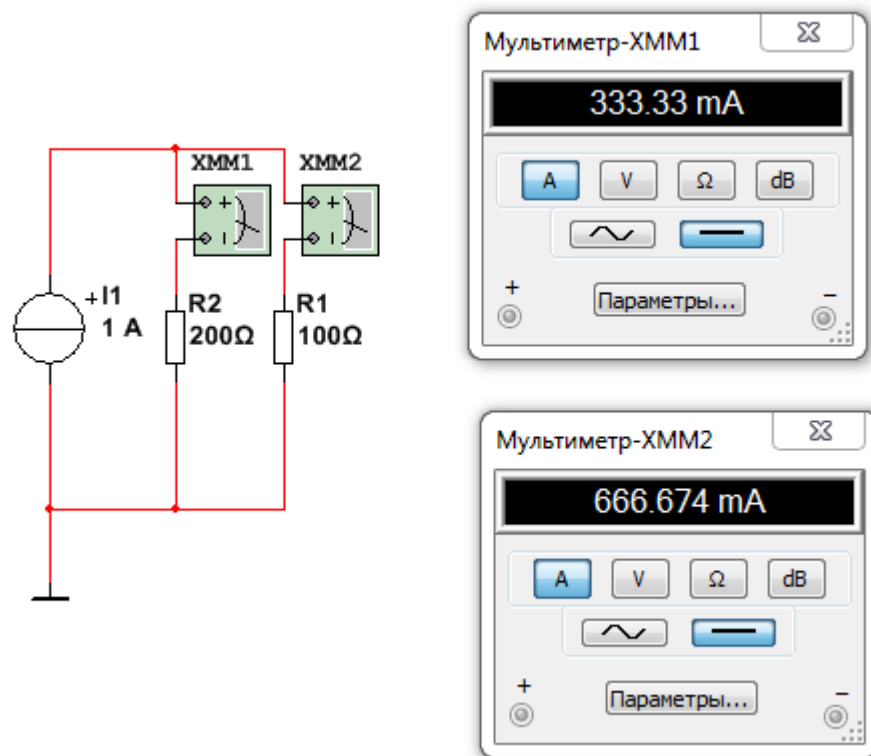 XMM1 XMM2
+ +
I I
+ I1
1 A
R2
200Ω
R1
100Ω
Мультиметр-XMM1
333.33 mA
A V Ω dB
+ −
Параметры...
Мультиметр-XMM2
666.674 mA
A V Ω dB
+ −
Параметры...